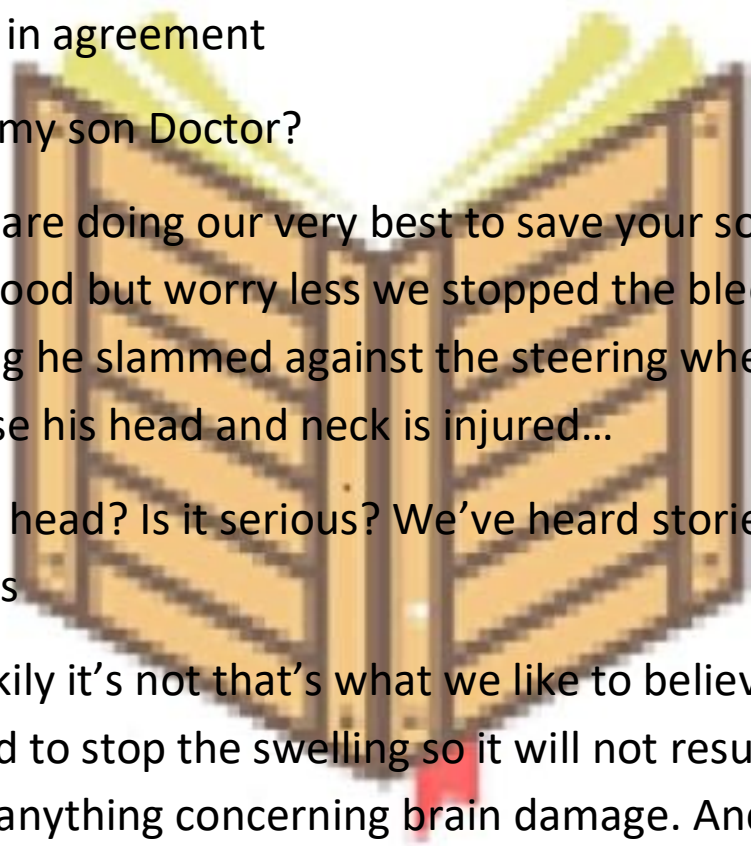 in agreement
my son Doctor?
are doing our very best to save your so
ood but worry less we stopped the blee
g he slammed against the steering whe
se his head and neck is injured…
head? Is it serious? We’ve heard storie
s
kily it’s not that’s what we like to believ
d to stop the swelling so it will not resu
anything concerning brain damage. And